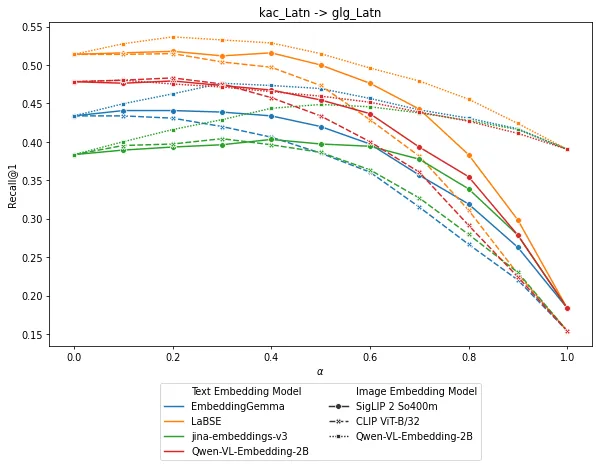 kac_Latn -> glg_Latn
Recall@1
0.55
0.50
0.45
0.40
0.35
0.30
0.25
0.20
0.15
0.0 0.2 0.4 0.6 0.8 1.0
α
Text Embedding Model
EmbeddingGemma
LaBSE
jina-embeddings-v3
Qwen-VL-Embedding-2B
Image Embedding Model
SigLIP 2 So400m
CLIP ViT-B/32
Qwen-VL-Embedding-2B